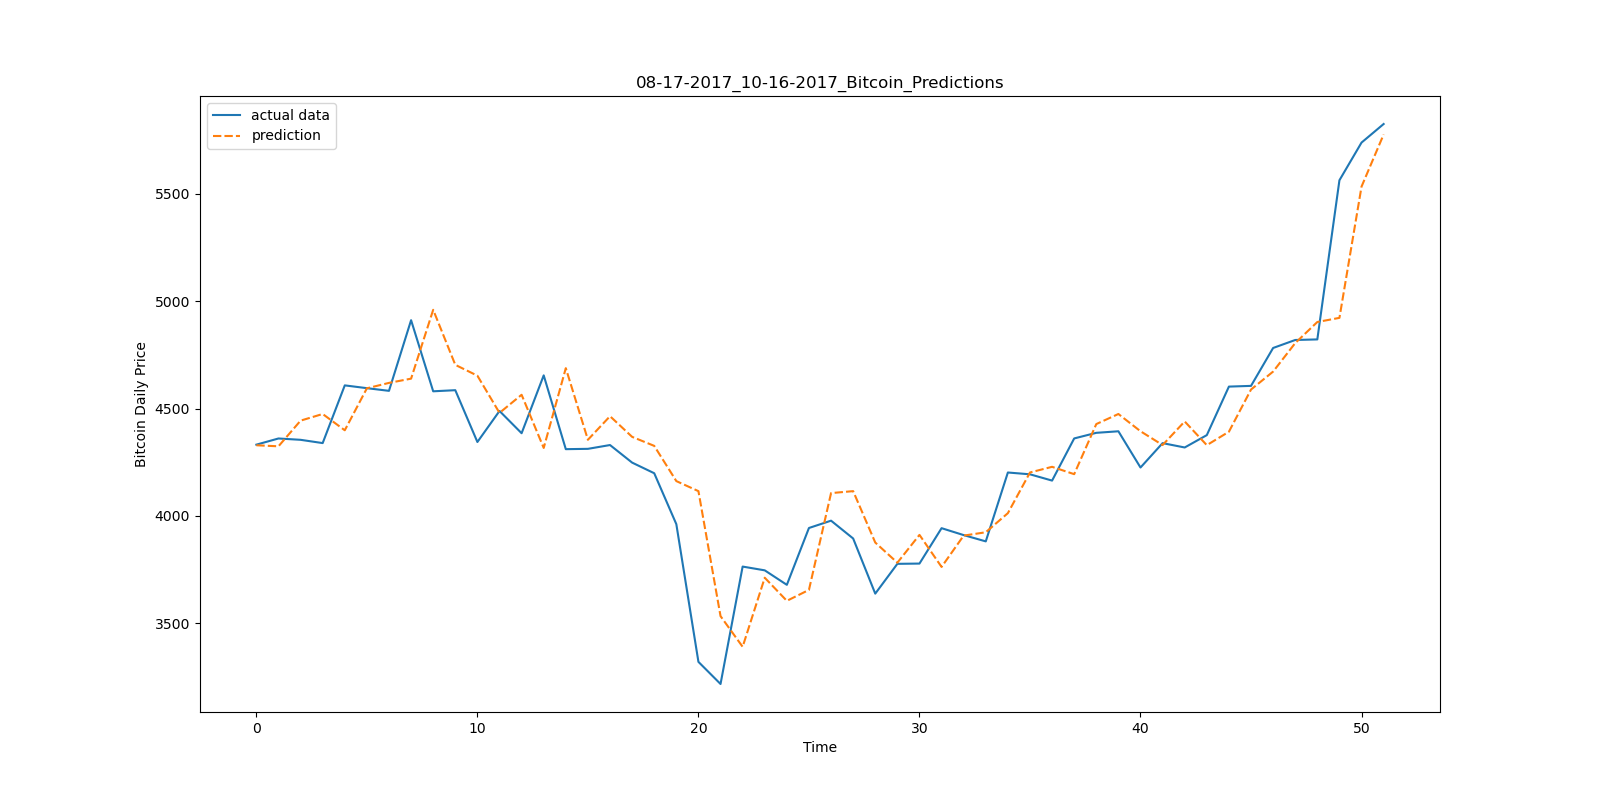 08-17-2017_10-16-2017_Bitcoin_Predictions
actual data
prediction
5500
5000
4500
4000
3500
Bitcoin Daily Price
0 10 20 30 40 50
Time